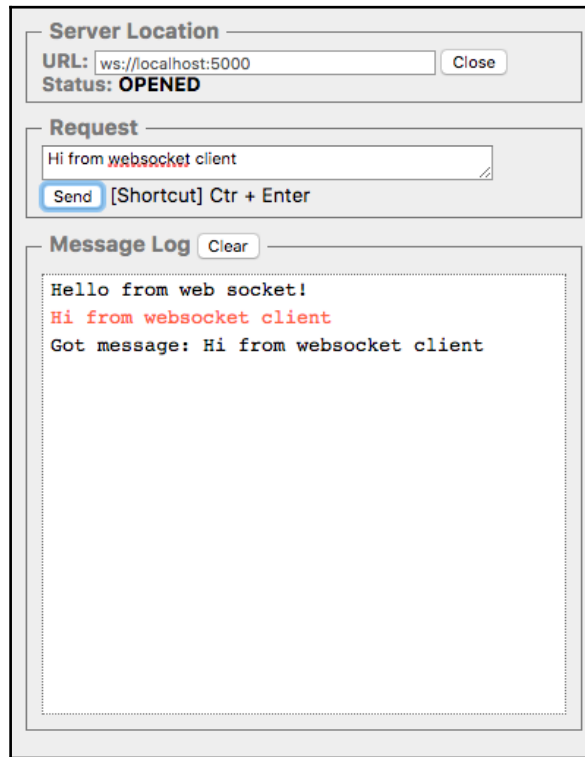 Server Location
URL: ws://localhost:5000 Close
Status: OPENED
Request
Hi from websocket client
Send [Shortcut] Ctr + Enter
Message Log Clear
Hello from web socket!
Hi from websocket client
Got message: Hi from websocket client